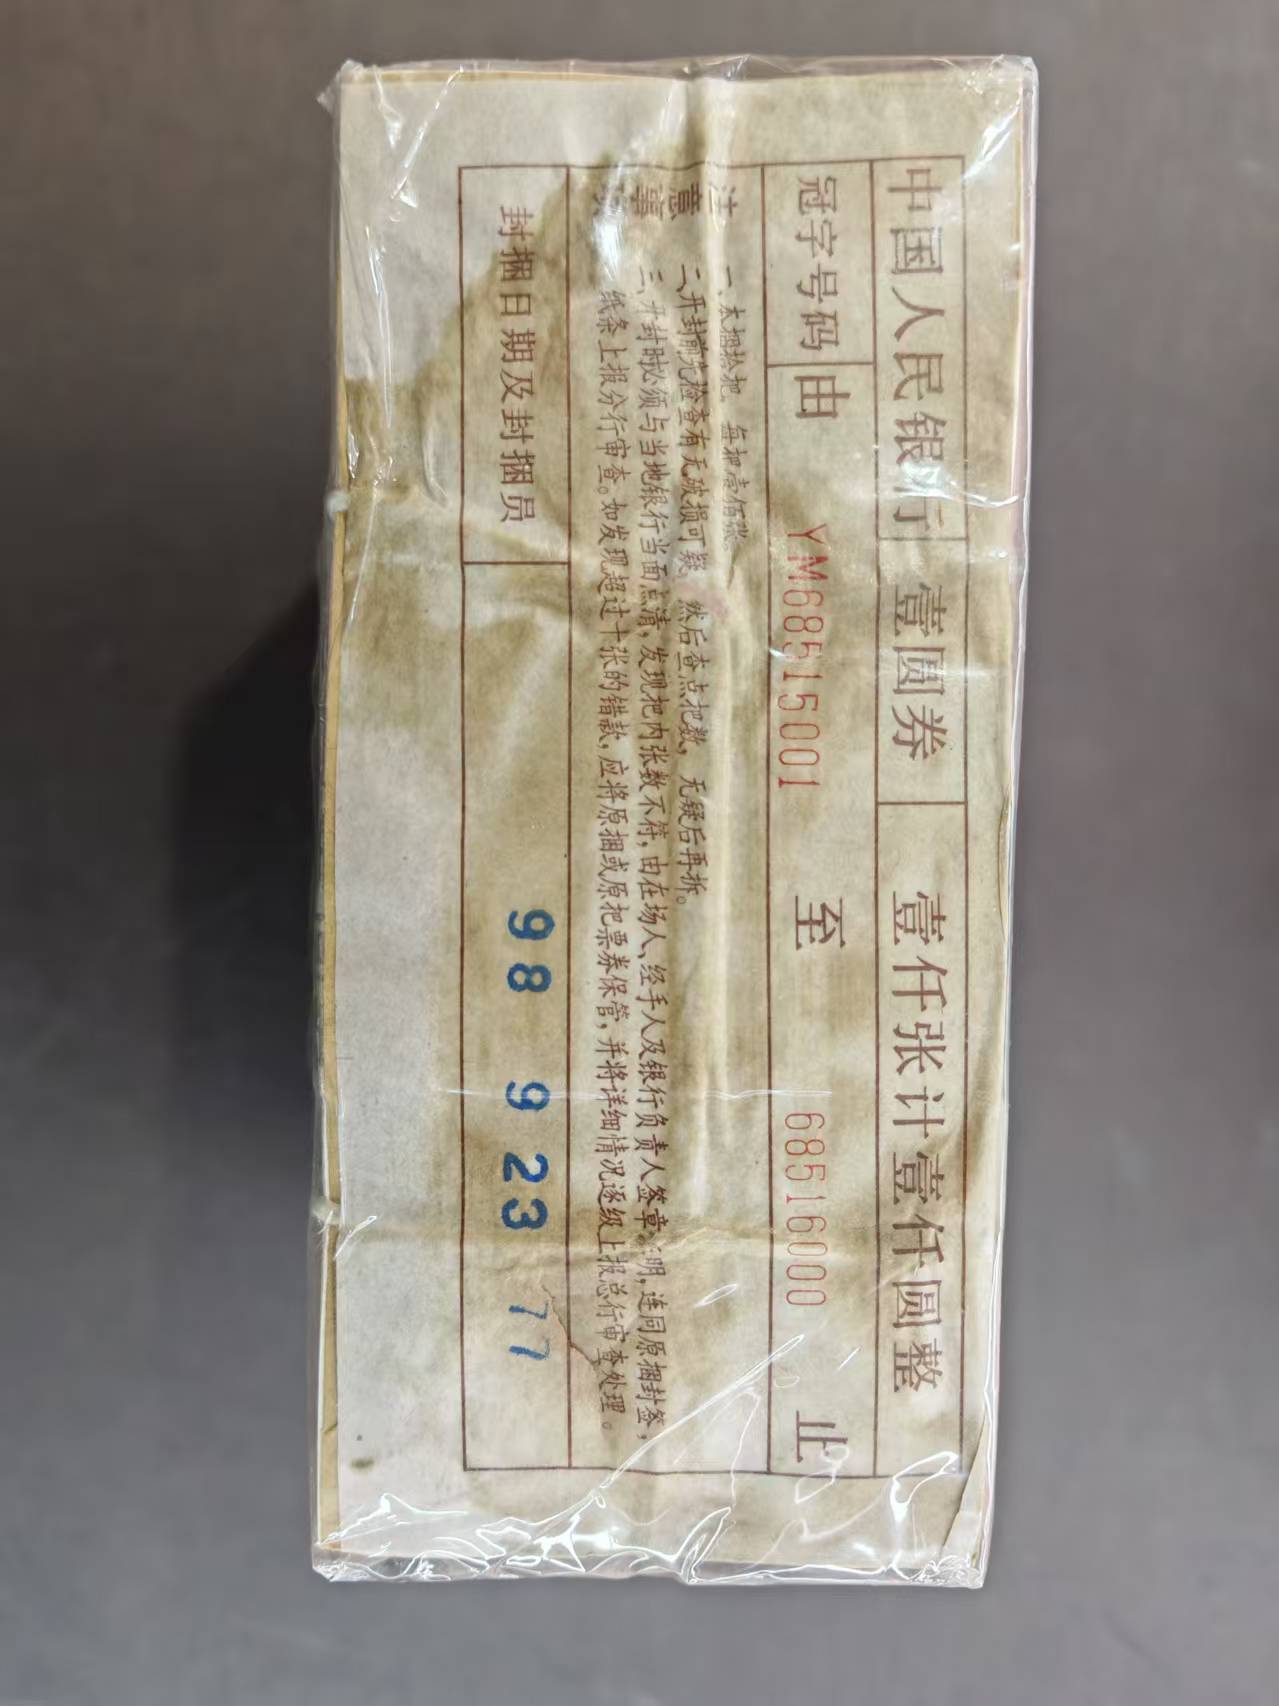 中国人民银行 壹圆券 壹仟张计壹仟圆整
冠字号码 由 YM68515001 至 68516000 止
注意事项
一、本捆拾把，每把壹佰张。
二、开封前先检查有无破损可疑，然后查点把数，无疑后再拆。
三、开封时必须与当地银行当面点清，发现把内张数不符，由在场人、经手人及银行负责人签章证明，连同原捆封签，
纸条上报分行审查。如发现超过十张的错款，应将原捆或原把票券保管，并将详细情况逐级上报总行审查处理。
封捆日期及封捆员 98 9 23 77